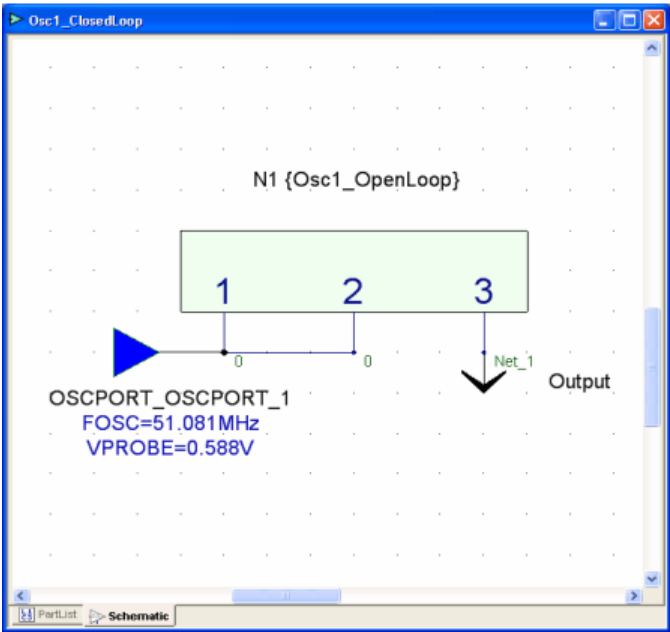 Osc1_ClosedLoop
N1 {Osc1_OpenLoop}
1 2 3
0 0 Net_1
Output
OSCPORT_OSCPORT_1
FOSC=51.081MHz
VPROBE=0.588V
PartList Schematic